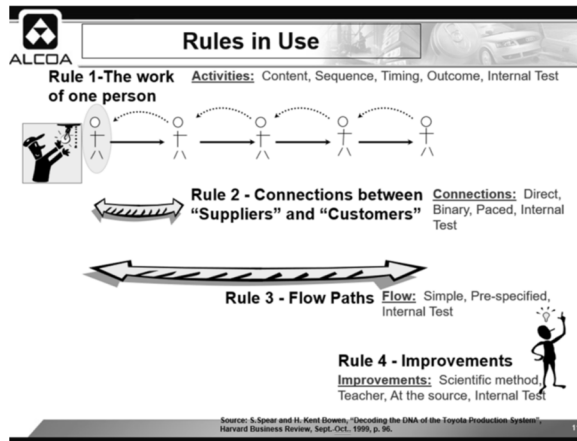 ALCOA
Rules in Use
Rule 1-The work
of one person
Activities: Content, Sequence, Timing, Outcome, Internal Test
Rule 2 - Connections between
"Suppliers" and "Customers"
Connections: Direct,
Binary, Paced, Internal
Test
Rule 3 - Flow Paths
Flow: Simple, Pre-specified,
Internal Test
Rule 4 - Improvements
Improvements: Scientific method,
Teacher, At the source, Internal Test
Source: S.Spear and H. Kent Bowen, "Decoding the DNA of the Toyota Production System",
Harvard Business Review, Sept.-Oct.. 1999, p. 96.
1